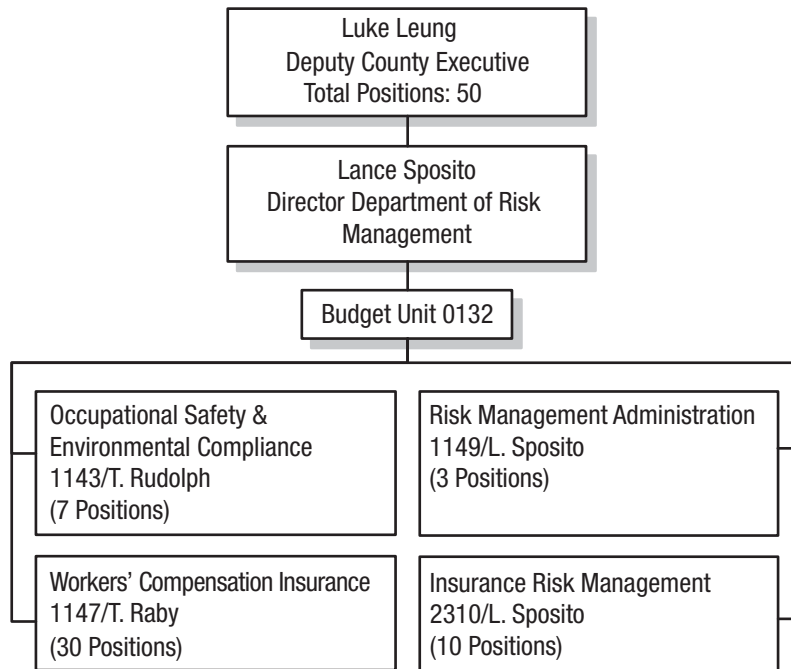 Luke Leung
Deputy County Executive
Total Positions: 50
Lance Sposito
Director Department of Risk
Management
Budget Unit 0132
Occupational Safety &
Environmental Compliance
1143/T. Rudolph
(7 Positions)
Risk Management Administration
1149/L. Sposito
(3 Positions)
Workers’ Compensation Insurance
1147/T. Raby
(30 Positions)
Insurance Risk Management
2310/L. Sposito
(10 Positions)